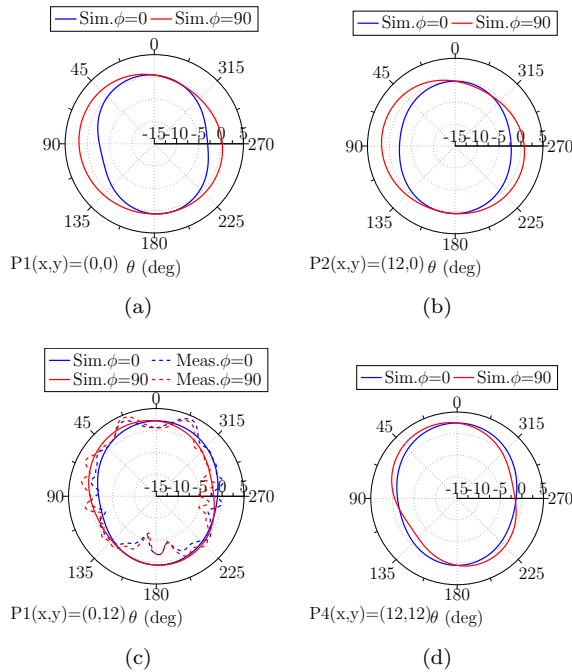 Sim.ϕ=0 Sim.ϕ=90
0
45 315
90 -15 -10 -5 0 5 270
135 225
180
P1(x,y)=(0,0) θ (deg)
(a)
Sim.ϕ=0 Sim.ϕ=90
0
45 315
90 -15 -10 -5 0 5 270
135 225
180
P2(x,y)=(12,0) θ (deg)
(b)
Sim.ϕ=0 Meas.ϕ=0
Sim.ϕ=90 Meas.ϕ=90
0
45 315
90 -15 -10 -5 0 5 270
135 225
180
P1(x,y)=(0,12) θ (deg)
(c)
Sim.ϕ=0 Sim.ϕ=90
0
45 315
90 -15 -10 -5 0 5 270
135 225
180
P4(x,y)=(12,12) θ (deg)
(d)